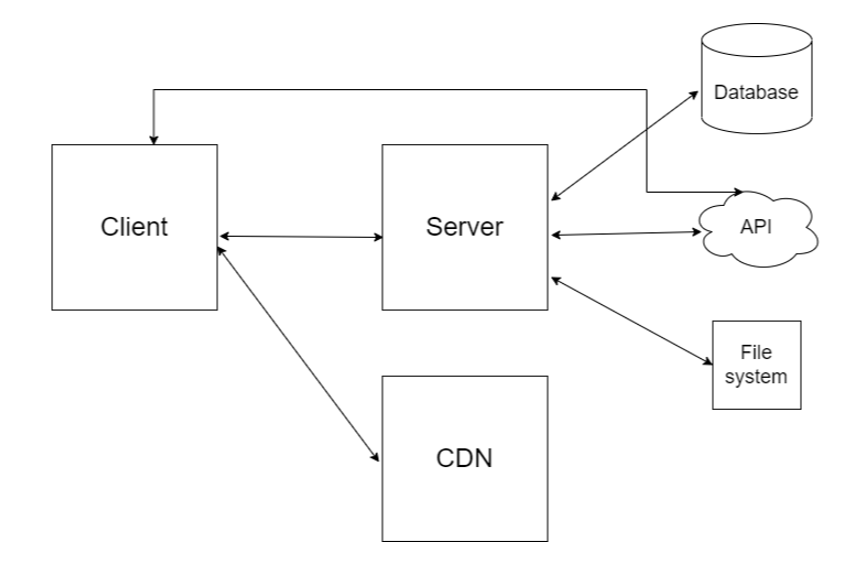 Database
Client
Server
API
File
system
CDN